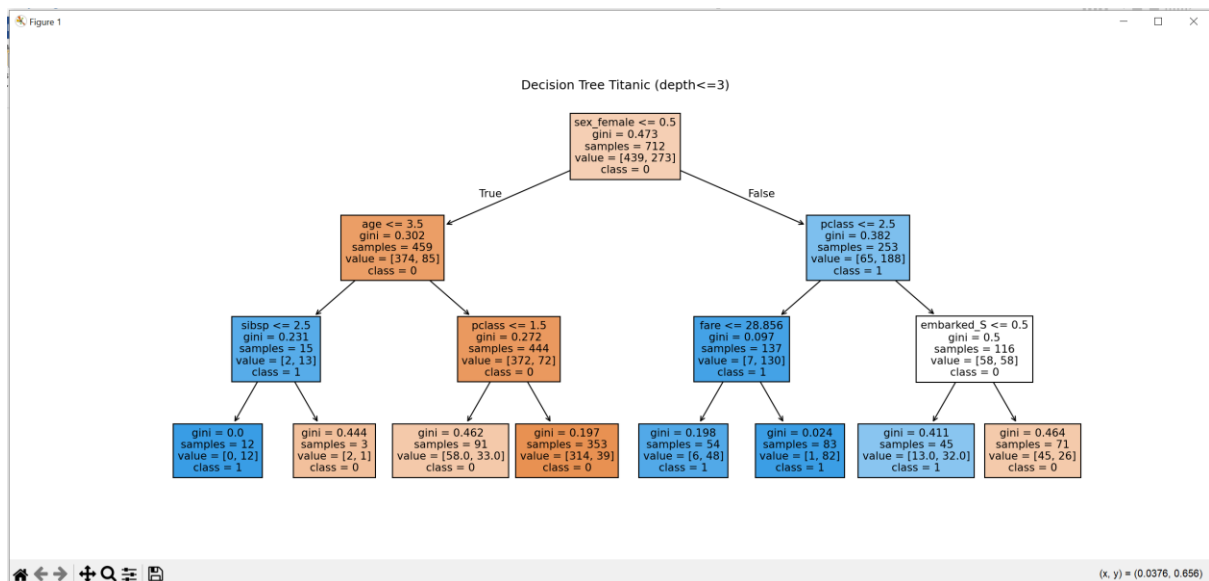 Figure 1
Decision Tree Titanic (depth<=3)
sex_female <= 0.5
gini = 0.473
samples = 712
value = [439, 273]
class = 0
True
False
age <= 3.5
gini = 0.302
samples = 459
value = [374, 85]
class = 0
pclass <= 2.5
gini = 0.382
samples = 253
value = [65, 188]
class = 1
sibsp <= 2.5
gini = 0.231
samples = 15
value = [2, 13]
class = 1
pclass <= 1.5
gini = 0.272
samples = 444
value = [372, 72]
class = 0
fare <= 28.856
gini = 0.097
samples = 137
value = [7, 130]
class = 1
embarked_S <= 0.5
gini = 0.5
samples = 116
value = [58, 58]
class = 0
gini = 0.0
samples = 12
value = [0, 12]
class = 1
gini = 0.444
samples = 3
value = [2, 1]
class = 0
gini = 0.462
samples = 91
value = [58.0, 33.0]
class = 0
gini = 0.197
samples = 353
value = [314, 39]
class = 0
gini = 0.198
samples = 54
value = [6, 48]
class = 1
gini = 0.024
samples = 83
value = [1, 82]
class = 1
gini = 0.411
samples = 45
value = [13.0, 32.0]
class = 1
gini = 0.464
samples = 71
value = [45, 26]
class = 0
(x, y) = (0.0376, 0.656)